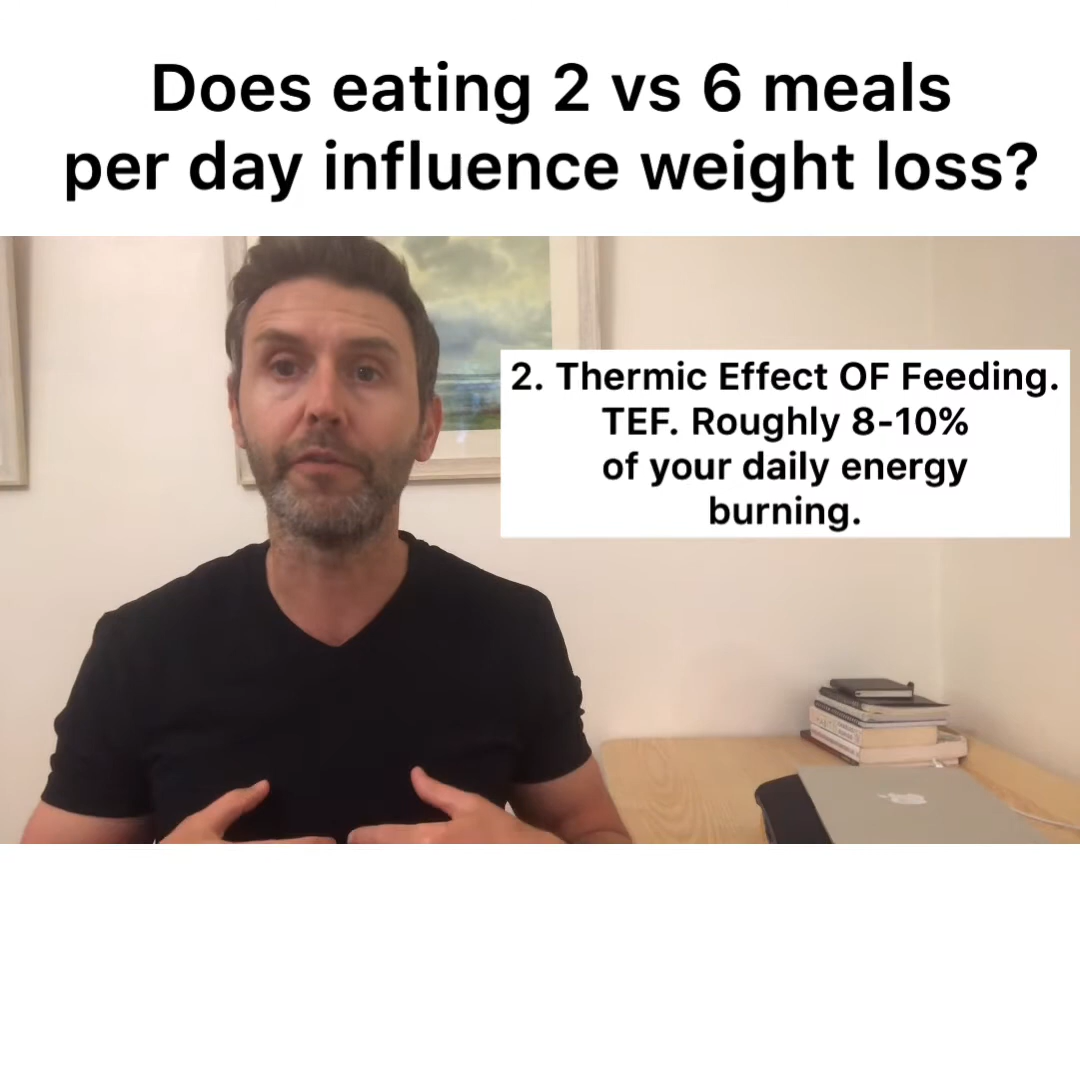 Does eating 2 vs 6 meals
per day influence weight loss?
2. Thermic Effect OF Feeding.
TEF. Roughly 8-10%
of your daily energy
burning.